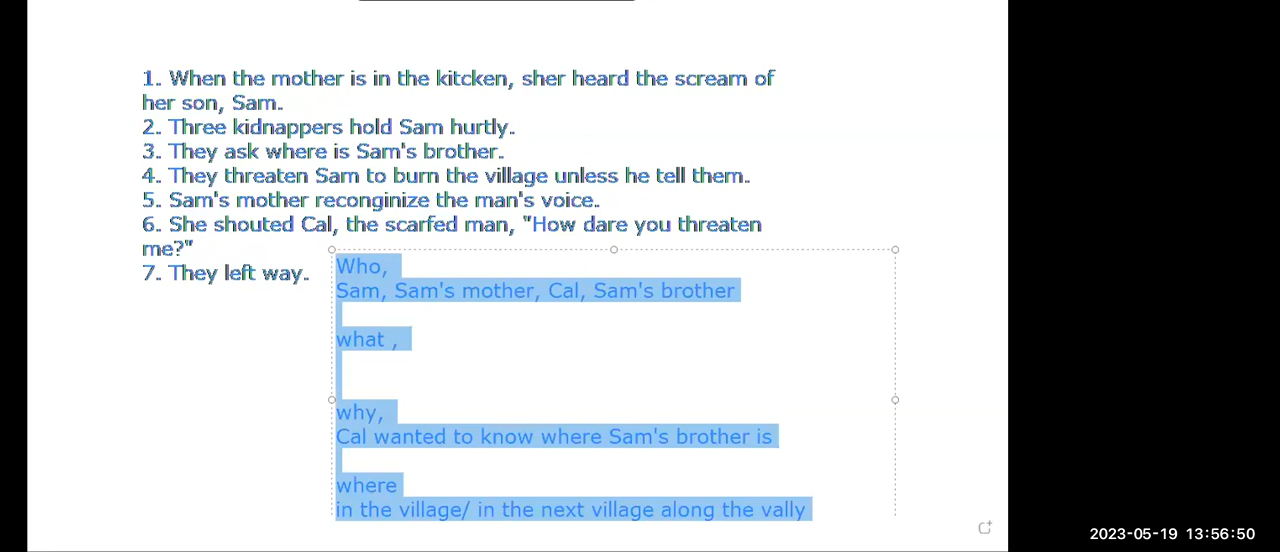 1. When the mother is in the kitcken, sher heard the scream of
her son, Sam.
2. Three kidnappers hold Sam hurtly.
3. They ask where is Sam's brother.
4. They threaten Sam to burn the village unless he tell them.
5. Sam's mother reconginize the man's voice.
6. She shouted Cal, the scarfed man, "How dare you threaten
me?"
7. They left way.
Who,
Sam, Sam's mother, Cal, Sam's brother
what ,
why,
Cal wanted to know where Sam's brother is
where
in the village/ in the next village along the vally
2023-05-19 13:56:50